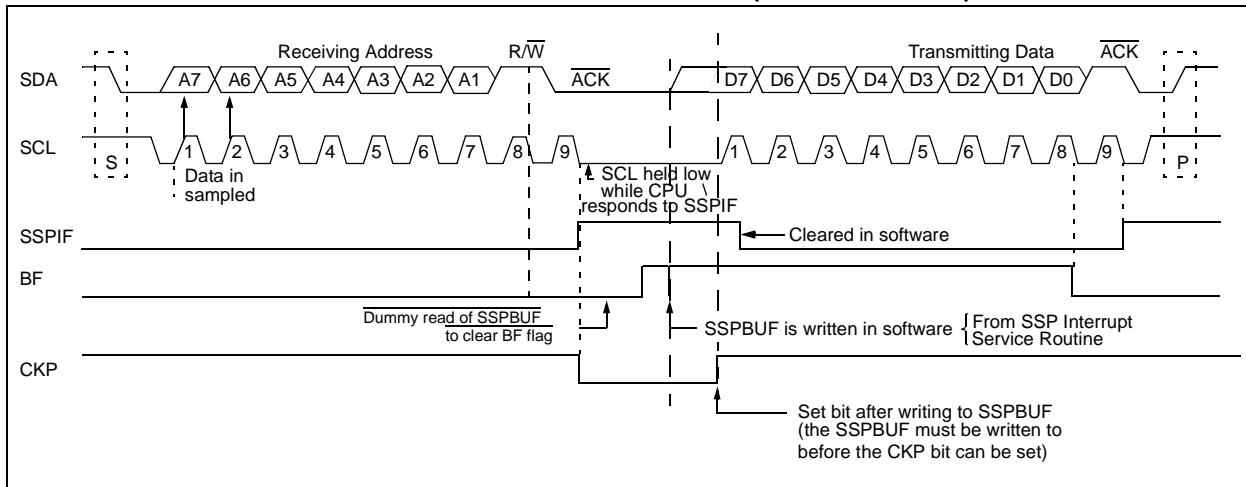 Receiving Address
R/W
Transmitting Data
ACK
SDA
A7 A6 A5 A4 A3 A2 A1
ACK
D7 D6 D5 D4 D3 D2 D1 D0
SCL
S
1 2 3 4 5 6 7 8 9
1 2 3 4 5 6 7 8 9
P
Data in
sampled
SCL held low
while CPU
responds to SSPIF
SSPIF
Cleared in software
BF
Dummy read of SSPBUF
to clear BF flag
SSPBUF is written in software
From SSP Interrupt
Service Routine
CKP
Set bit after writing to SSPBUF
(the SSPBUF must be written to
before the CKP bit can be set)